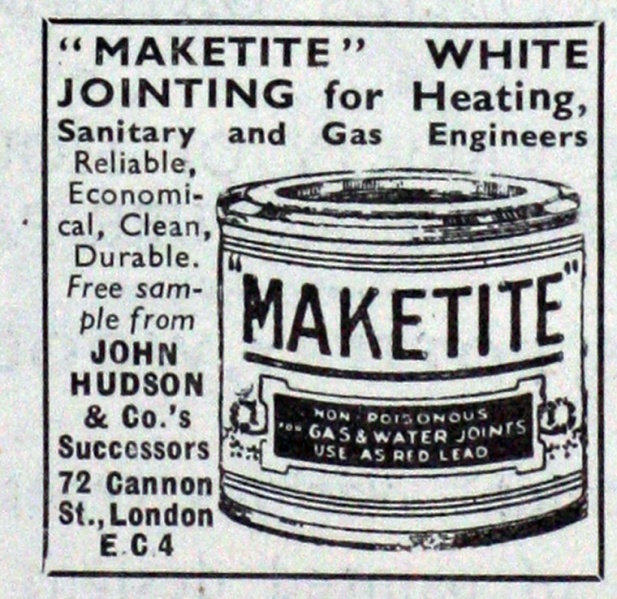 "MAKETITE" WHITE
JOINTING for Heating,
Sanitary and Gas Engineers
Reliable,
Economi-
cal, Clean,
Durable.
Free sam-
ple from
JOHN
HUDSON
& Co.'s
Successors
72 Cannon
St., London
E.C.4
"MAKETITE"
NON POISONOUS
FOR GAS & WATER JOINTS
USE AS RED LEAD